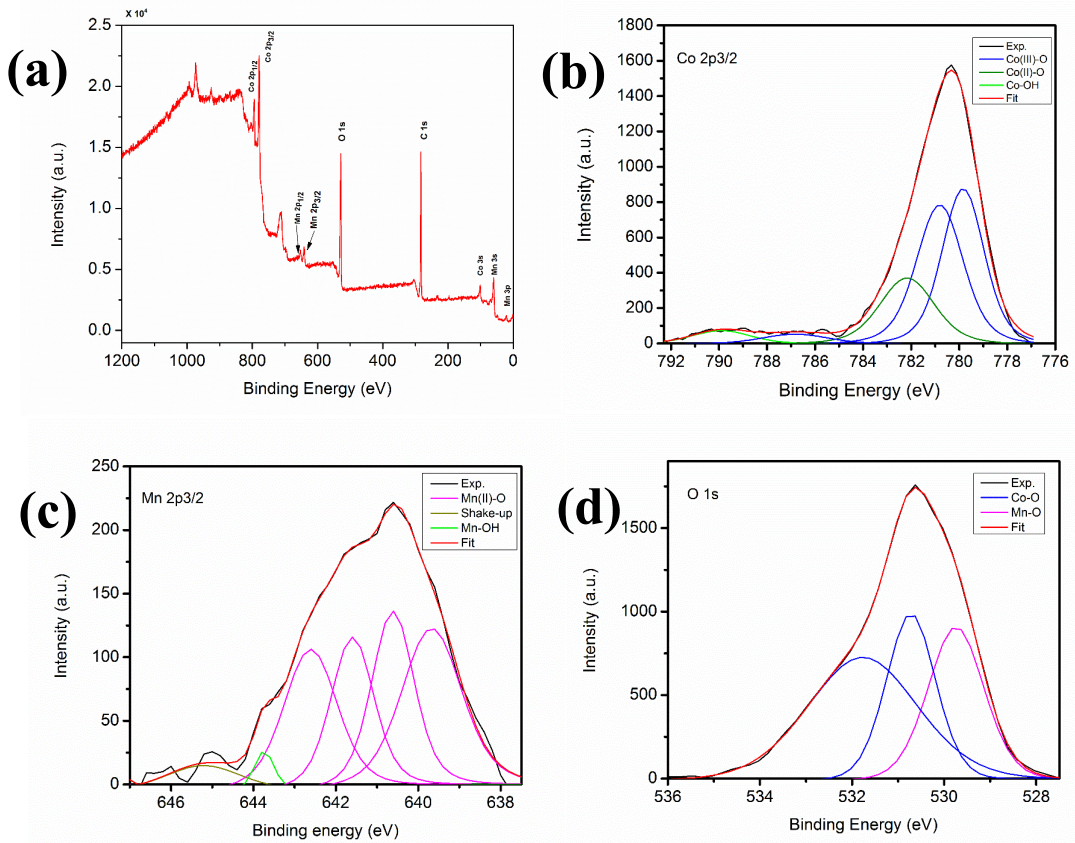 (a)
X 10⁴
2.5
2.0
1.5
1.0
0.5
0.0
Intensity (a.u.)
Co 2p1/2
Co 2p3/2
Mn 2p1/2
Mn 2p3/2
O 1s
C 1s
Co 3s
Mn 3s
Mn 3p
1200 1000 800 600 400 200 0
Binding Energy (eV)
(b)
Co 2p3/2
Exp.
Co(III)-O
Co(II)-O
Co-OH
Fit
1800
1600
1400
1200
1000
800
600
400
200
0
Intensity (a.u.)
792 790 788 786 784 782 780 778 776
Binding Energy (eV)
(c)
Mn 2p3/2
Exp.
Mn(II)-O
Shake-up
Mn-OH
Fit
250
200
150
100
50
0
Intensity (a.u.)
646 644 642 640 638
Binding energy (eV)
(d)
O 1s
Exp.
Co-O
Mn-O
Fit
1500
1000
500
0
Intensity (a.u.)
536 534 532 530 528
Binding Energy (eV)